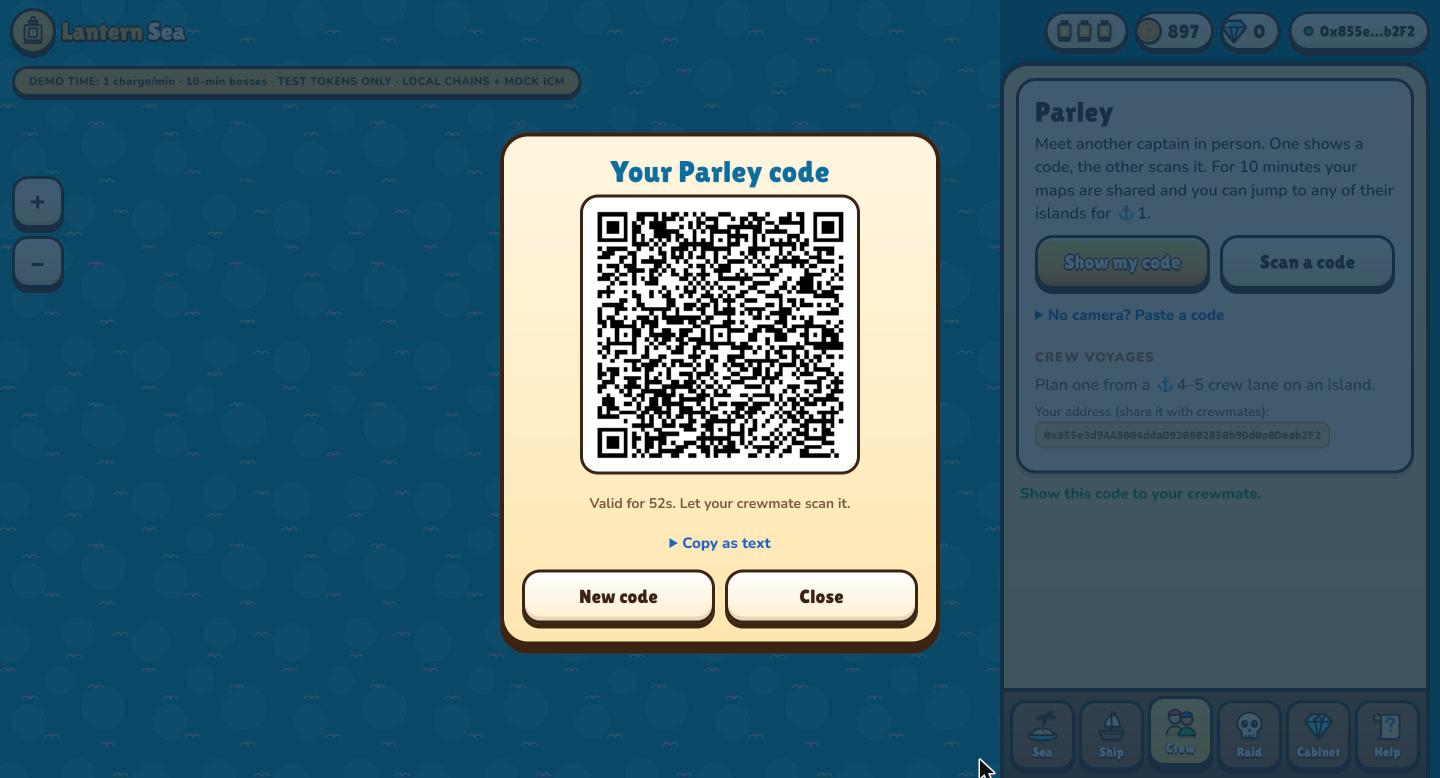 Lantern Sea
897
0
0x855e...b2F2
DEMO TIME: 1 charge/min · 10-min bosses · TEST TOKENS ONLY · LOCAL CHAINS + MOCK ICM
+
−
Your Parley code
Valid for 52s. Let your crewmate scan it.
Copy as text
New code
Close
Parley
Meet another captain in person. One shows a
code, the other scans it. For 10 minutes your
maps are shared and you can jump to any of their
islands for ⚓ 1.
Show my code
Scan a code
No camera? Paste a code
CREW VOYAGES
Plan one from a ⚓ 4–5 crew lane on an island.
Your address (share it with crewmates):
0x855e3d9AA8004ddaD920802850b9Dd0a0Deab2F2
Show this code to your crewmate.
Sea
Ship
Crew
Raid
Cabinet
Help